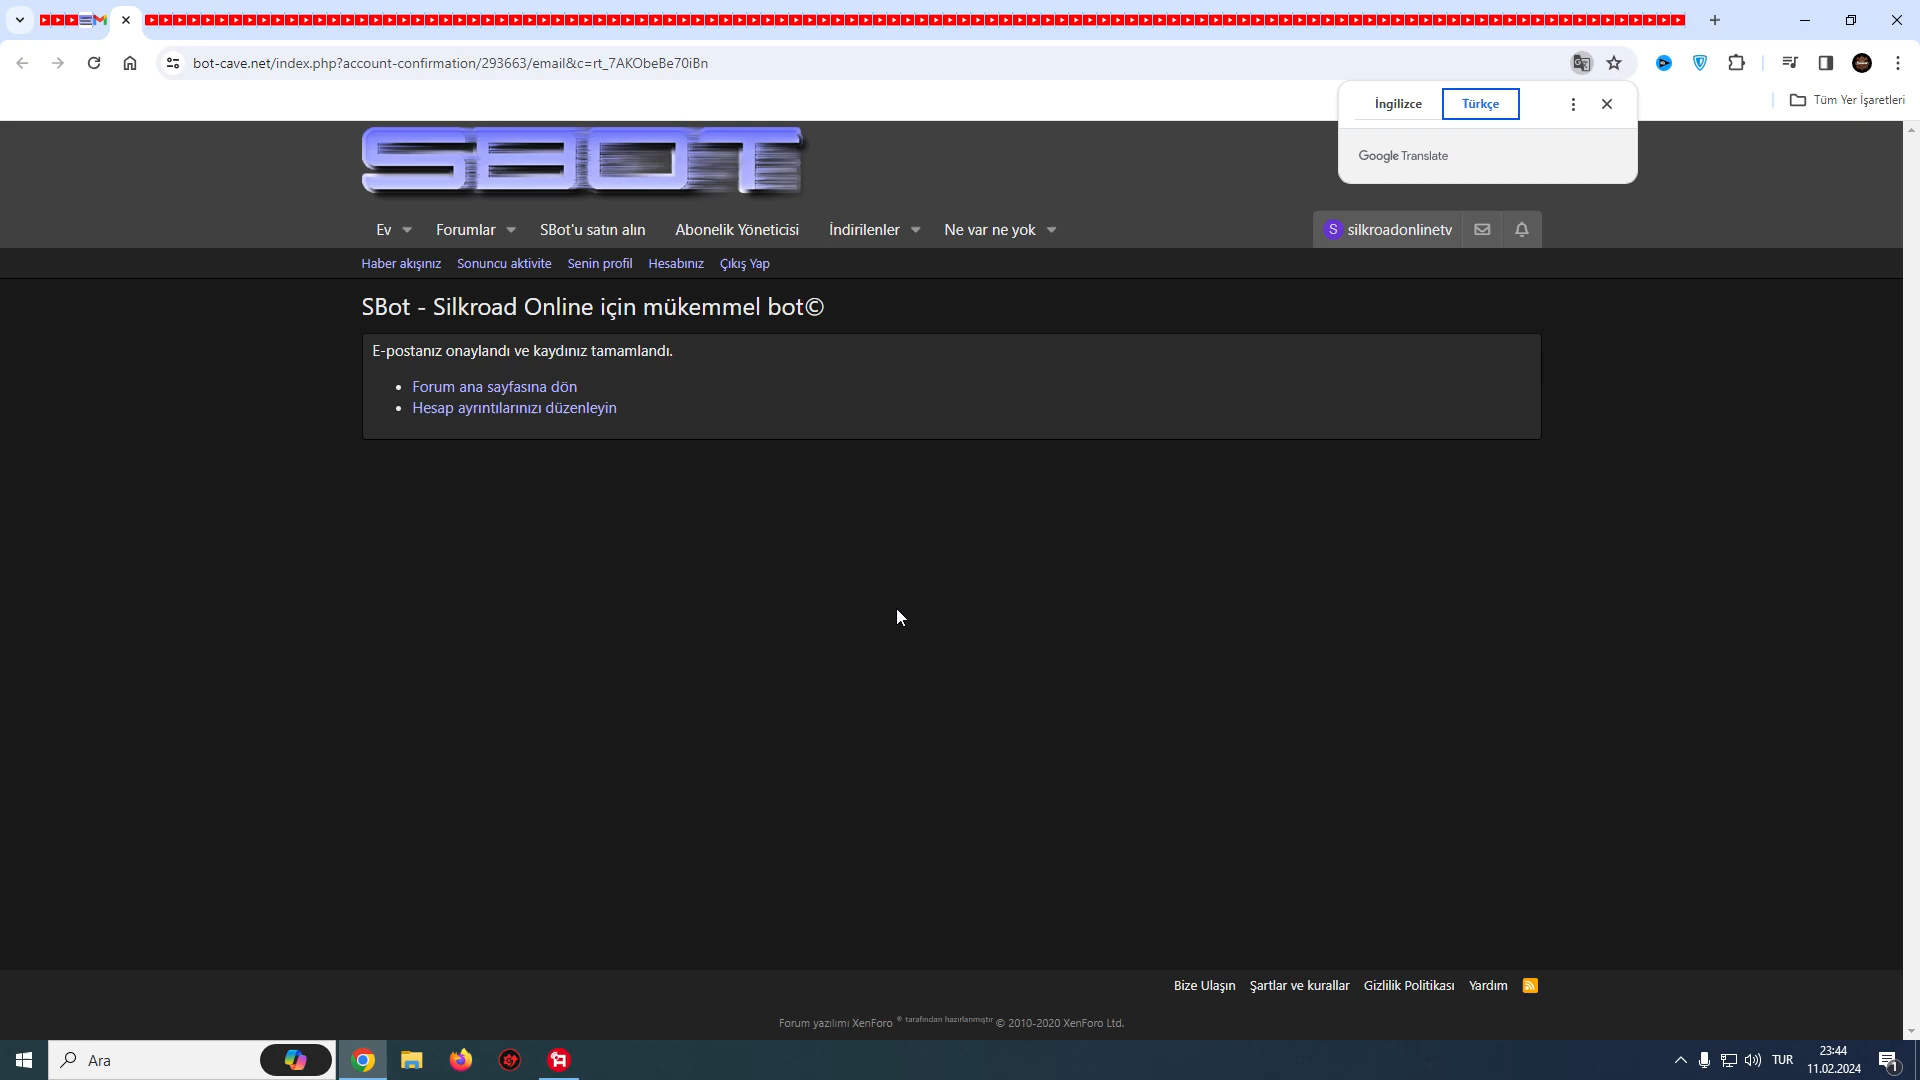 bot-cave.net/index.php?account-confirmation/293663/email&c=rt_7AKObeBe70iBn
Tüm Yer İşaretleri
İngilizce Türkçe
Google Translate
SBOT
Ev Forumlar SBot'u satın alın Abonelik Yöneticisi İndirilenler Ne var ne yok S silkroadonlinetv
Haber akışınız Sonuncu aktivite Senin profil Hesabınız Çıkış Yap
SBot - Silkroad Online için mükemmel bot©
E-postanız onaylandı ve kaydınız tamamlandı.
• Forum ana sayfasına dön
• Hesap ayrıntılarınızı düzenleyin
Bize Ulaşın Şartlar ve kurallar Gizlilik Politikası Yardım
Forum yazılımı XenForo ® tarafından hazırlanmıştır © 2010-2020 XenForo Ltd.
Ara TUR 23:44
11.02.2024 1